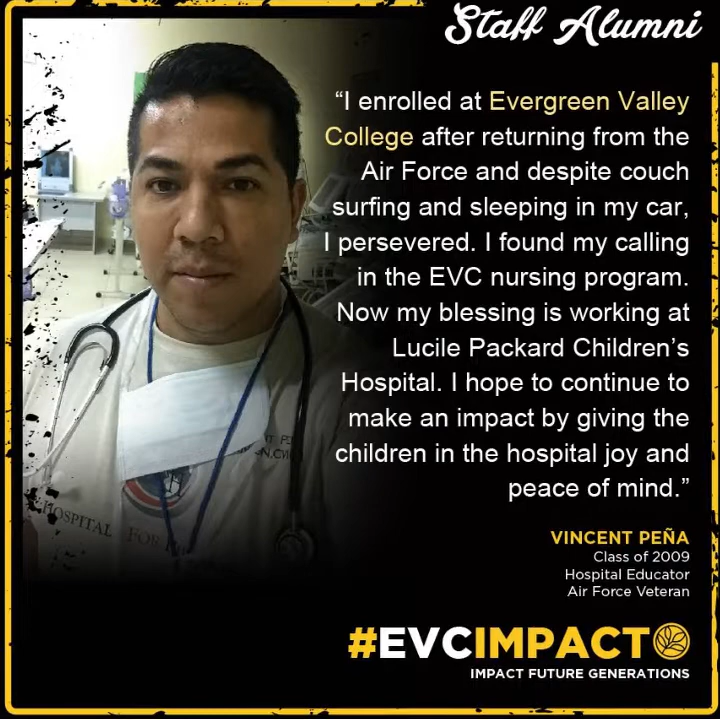 Staff Alumni
“I enrolled at Evergreen Valley
College after returning from the
Air Force and despite couch
surfing and sleeping in my car,
I persevered. I found my calling
in the EVC nursing program.
Now my blessing is working at
Lucile Packard Children’s
Hospital. I hope to continue to
make an impact by giving the
children in the hospital joy and
peace of mind.”
VINCENT PEÑA
Class of 2009
Hospital Educator
Air Force Veteran
#EVCIMPACT
IMPACT FUTURE GENERATIONS
HOSPITAL FOR